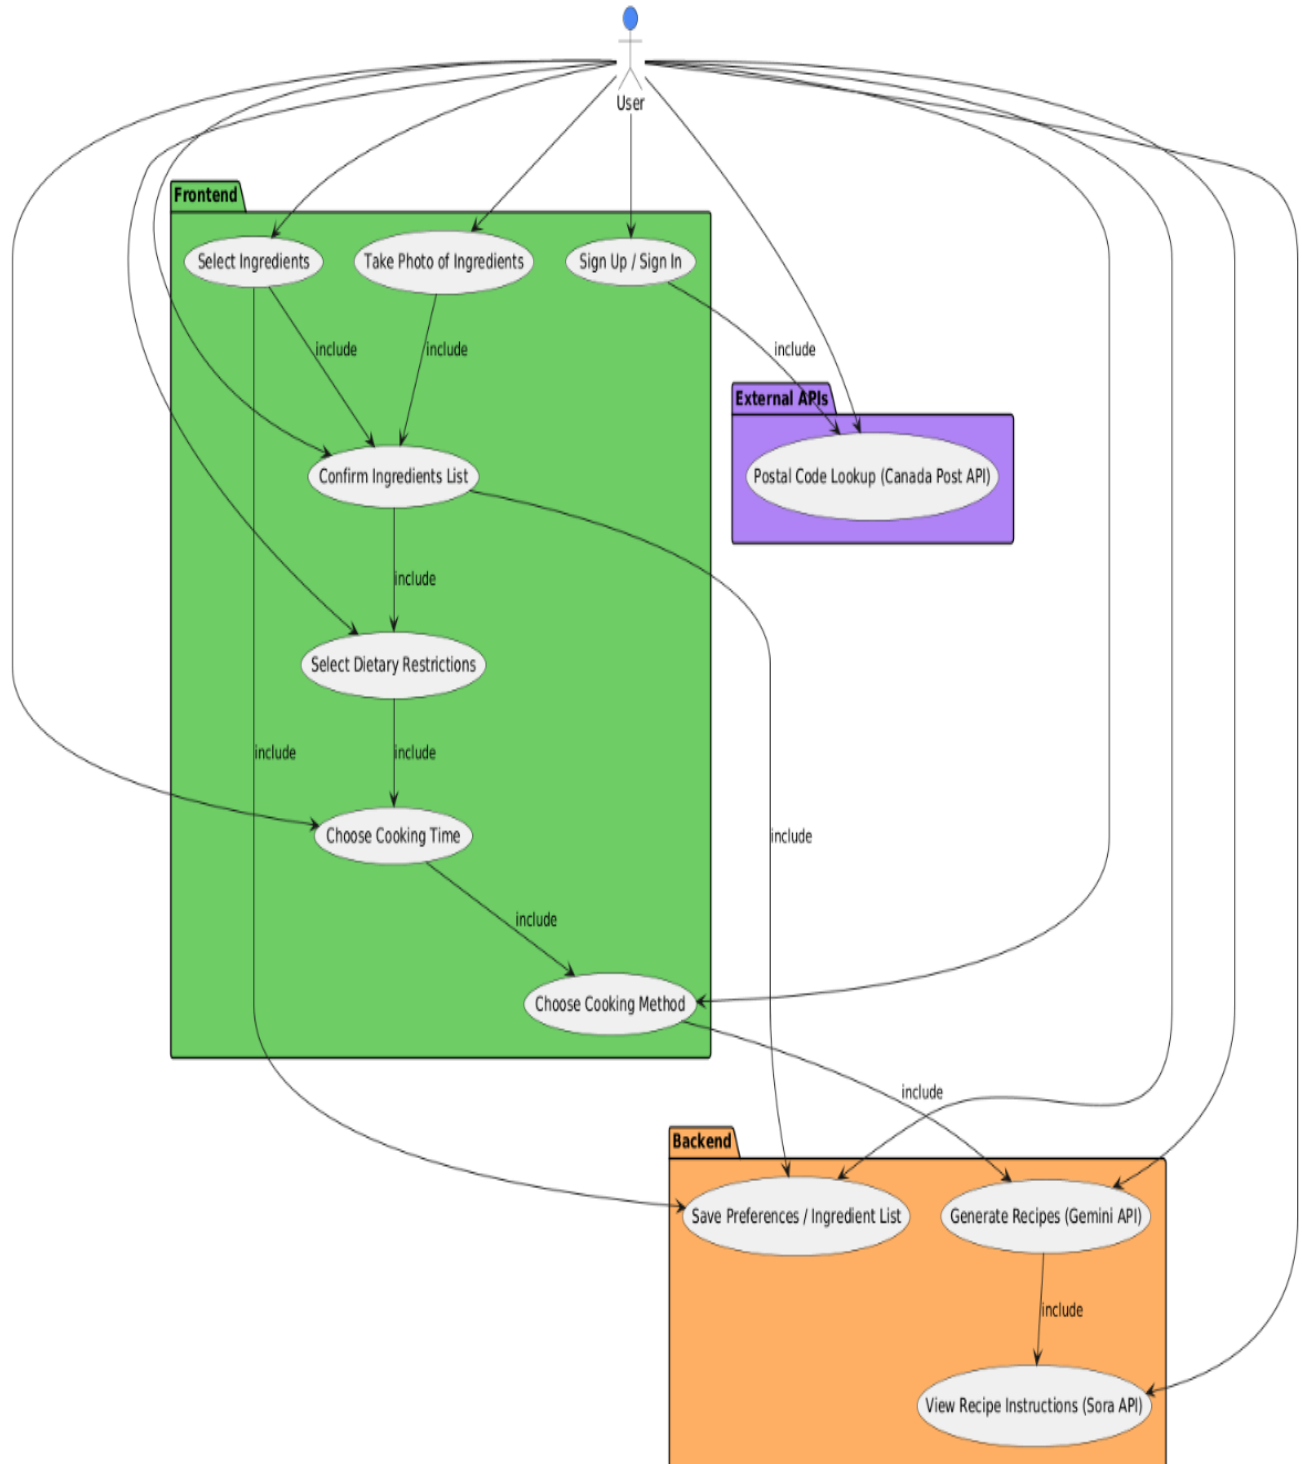 User
Frontend
Select Ingredients
Take Photo of Ingredients
Sign Up / Sign In
include
include
include
External APIs
Postal Code Lookup (Canada Post API)
Confirm Ingredients List
include
Select Dietary Restrictions
include
include
Choose Cooking Time
include
include
Choose Cooking Method
include
Backend
Save Preferences / Ingredient List
Generate Recipes (Gemini API)
include
View Recipe Instructions (Sora API)